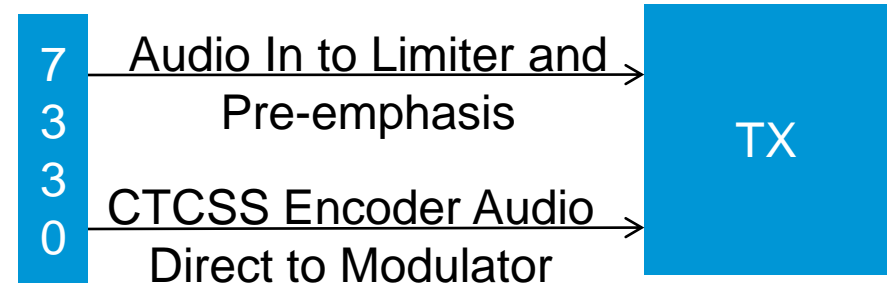 7
3
3
0
Audio In to Limiter and
Pre-emphasis
CTCSS Encoder Audio
Direct to Modulator
TX